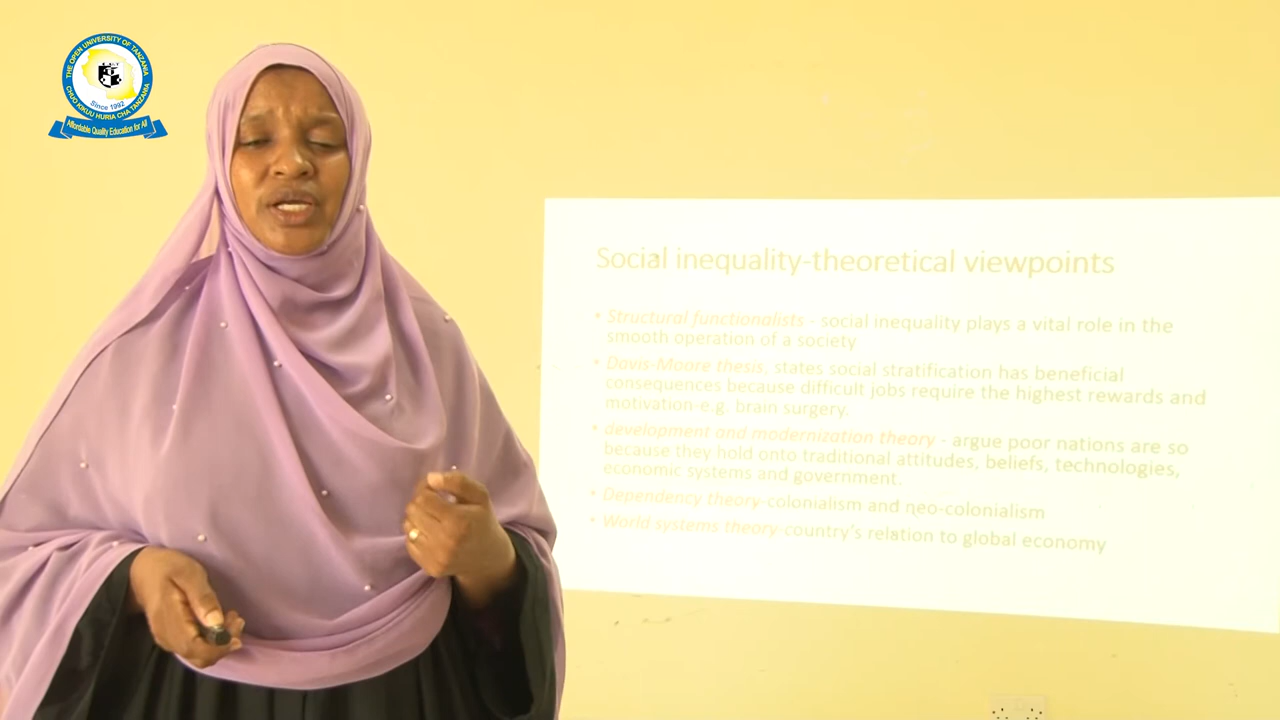 THE OPEN UNIVERSITY OF TANZANIA
CHUO KIKUU HURIA CHA TANZANIA
Since 1992
Affordable Quality Education for All
Social inequality-theoretical viewpoints
• Structural functionalists - social inequality plays a vital role in the
smooth operation of a society
• Davis-Moore thesis, states social stratification has beneficial
consequences because difficult jobs require the highest rewards and
motivation-e.g. brain surgery.
• development and modernization theory - argue poor nations are so
because they hold onto traditional attitudes, beliefs, technologies,
economic systems and government.
• Dependency theory-colonialism and neo-colonialism
• World systems theory-country's relation to global economy